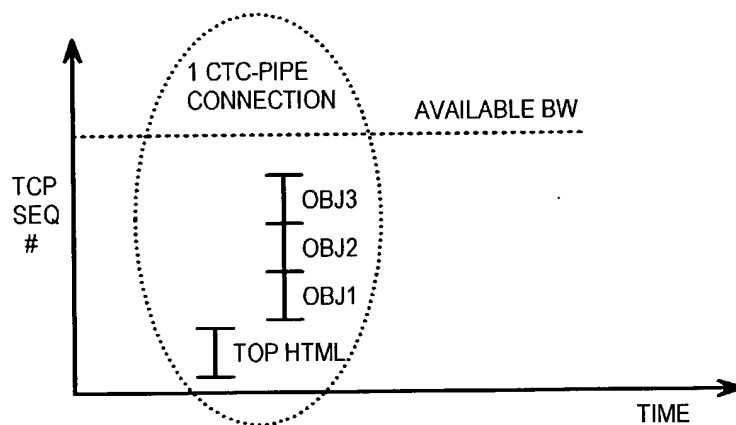 1 CTC-PIPE
CONNECTION
AVAILABLE BW
TCP
SEQ
#
OBJ3
OBJ2
OBJ1
TOP HTML
TIME